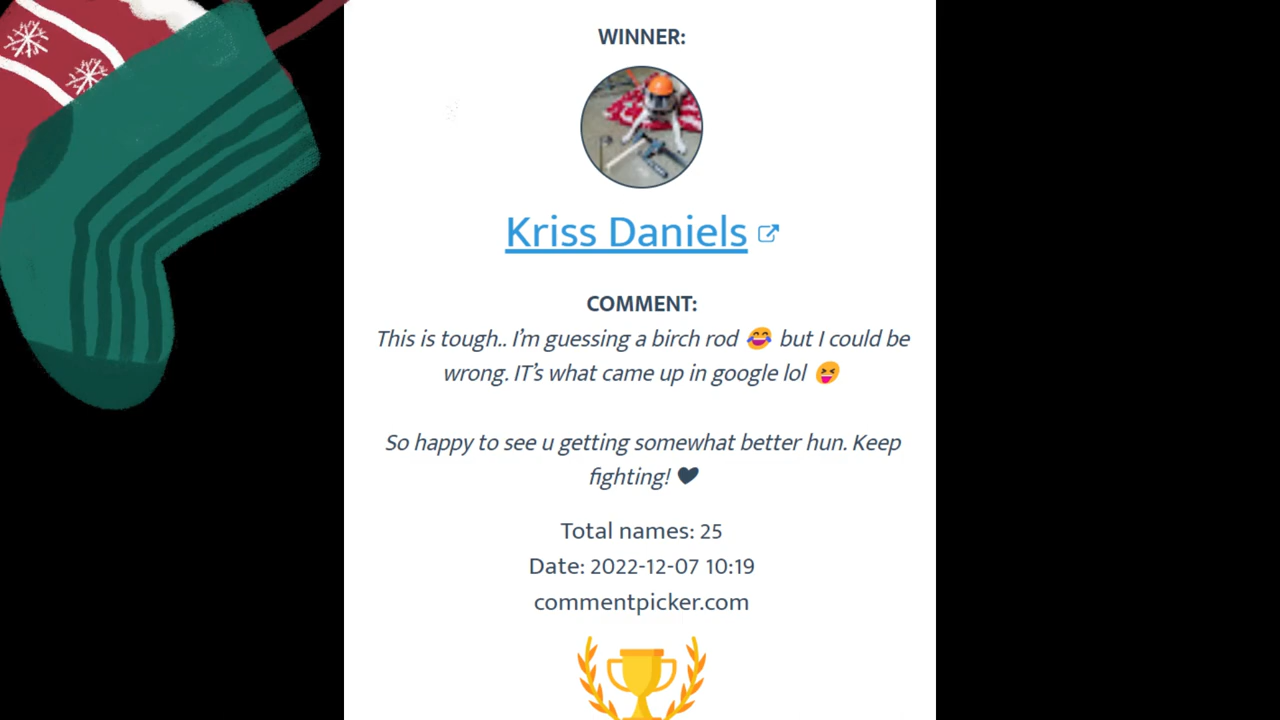 WINNER:
Kriss Daniels
COMMENT:
This is tough.. I'm guessing a birch rod 😂 but I could be
wrong. IT's what came up in google lol 😝
So happy to see u getting somewhat better hun. Keep
fighting! 🖤
Total names: 25
Date: 2022-12-07 10:19
commentpicker.com